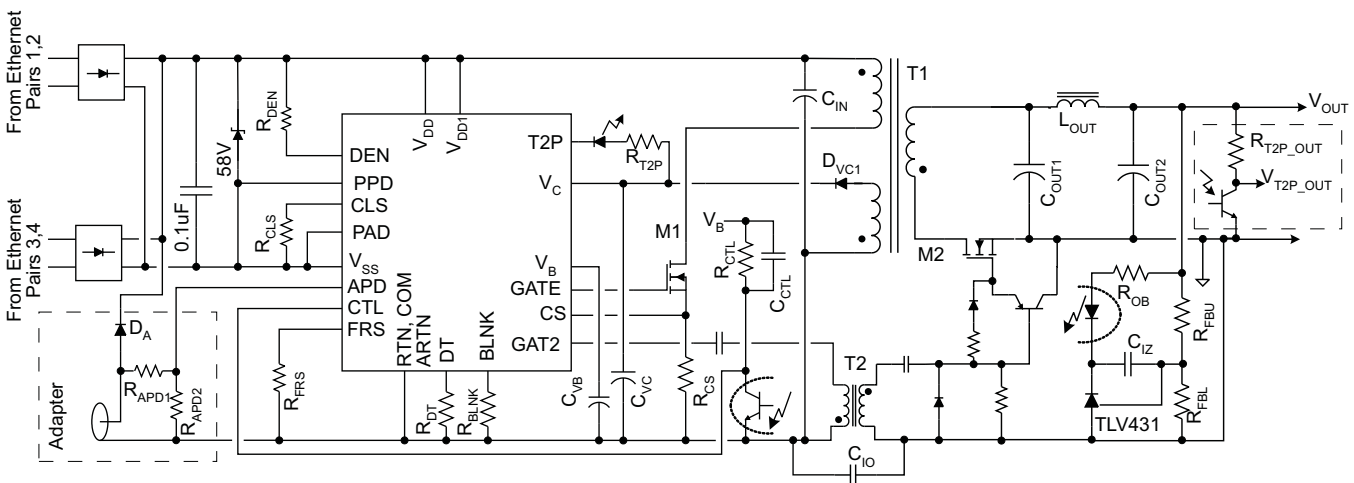 From Ethernet
Pairs 1,2
From Ethernet
Pairs 3,4
0.1uF
58V
RDEN
RCLS
VDD
VDD1
DEN
PPD
CLS
PAD
VSS
APD
CTL
FRS
T2P
VC
VB
GATE
CS
GAT2
RTN, COM
ARTN
DT
BLNK
RT2P
DVC1
CIN
T1
M1
VB
RCTL
CCTL
M2
LOUT
COUT1
COUT2
VOUT
RT2P_OUT
VT2P_OUT
ROB
RFBU
CIZ
RFBL
TLV431
T2
CIO
RCS
CVB
CVC
RDT
RBLNK
RFRS
DA
RAPD1
RAPD2
Adapter